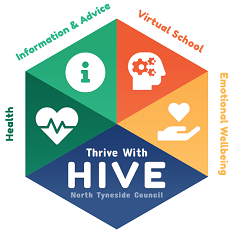 Information & Advice
Virtual School
Health
Emotional Wellbeing
i
Thrive With
HIVE
North Tyneside Council